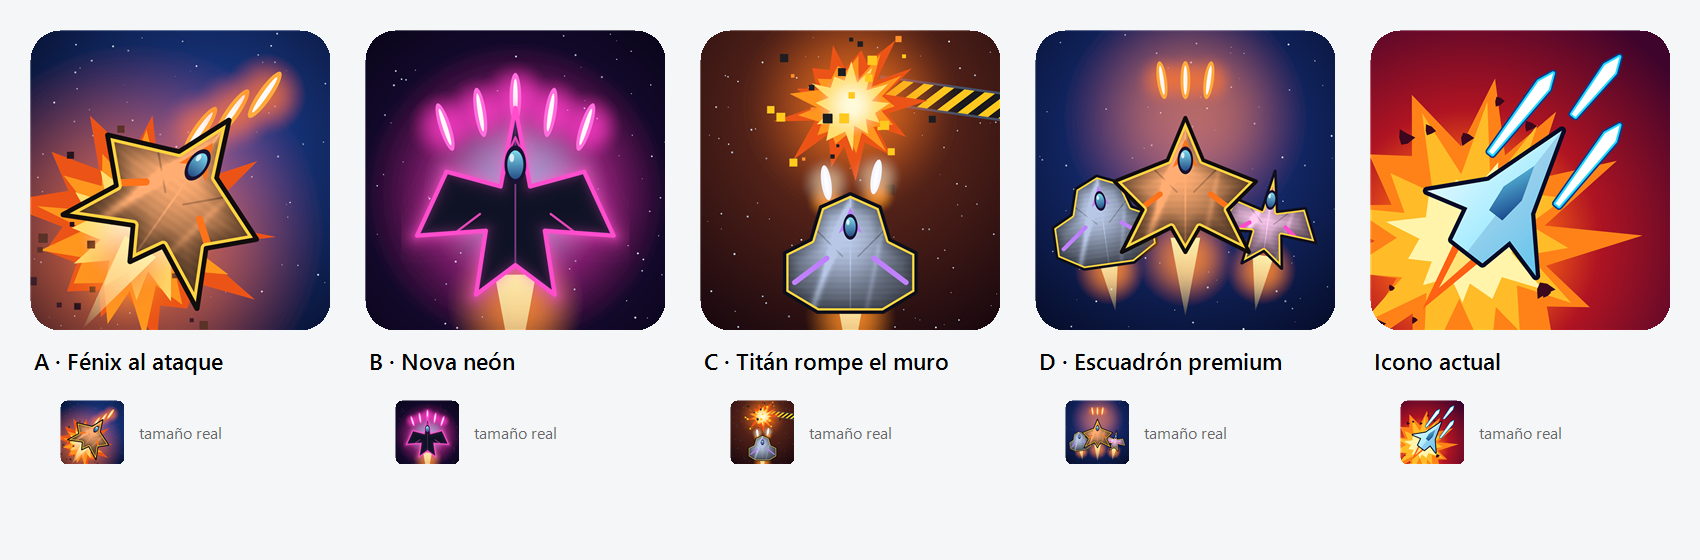 A · Fénix al ataque
B · Nova neón
C · Titán rompe el muro
D · Escuadrón premium
Icono actual
tamaño real
tamaño real
tamaño real
tamaño real
tamaño real